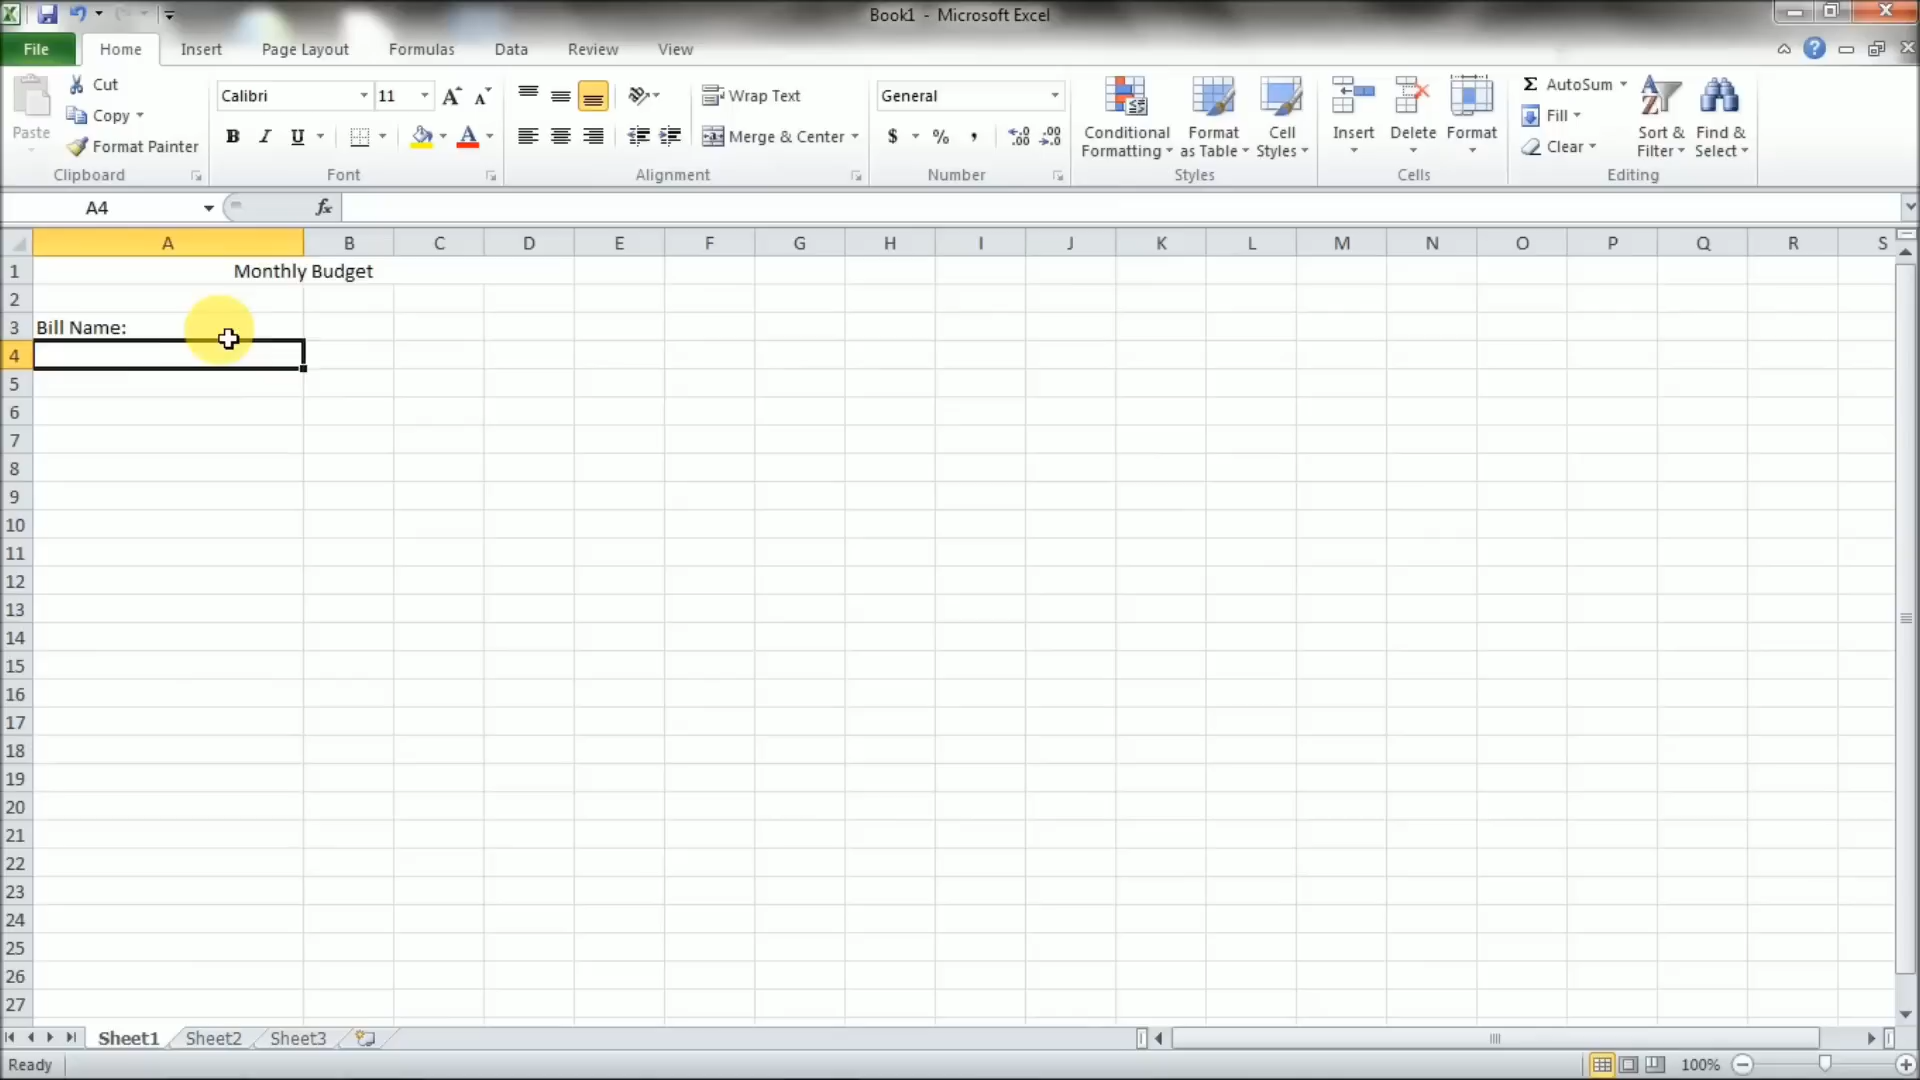 Book1 - Microsoft Excel
File Home Insert Page Layout Formulas Data Review View
Paste
Cut
Copy
Format Painter
Clipboard
Calibri 11
B I U
Font
Wrap Text
Merge & Center
Alignment
General
$ % ,
Number
Conditional Formatting
Format as Table
Cell Styles
Styles
Insert Delete Format
Cells
Σ AutoSum
Fill
Clear
Sort & Filter
Find & Select
Editing
A4 fx
A B C D E F G H I J K L M N O P Q R S
1 Monthly Budget
2
3 Bill Name:
4
5
6
7
8
9
10
11
12
13
14
15
16
17
18
19
20
21
22
23
24
25
26
27
Sheet1 Sheet2 Sheet3
Ready 100%